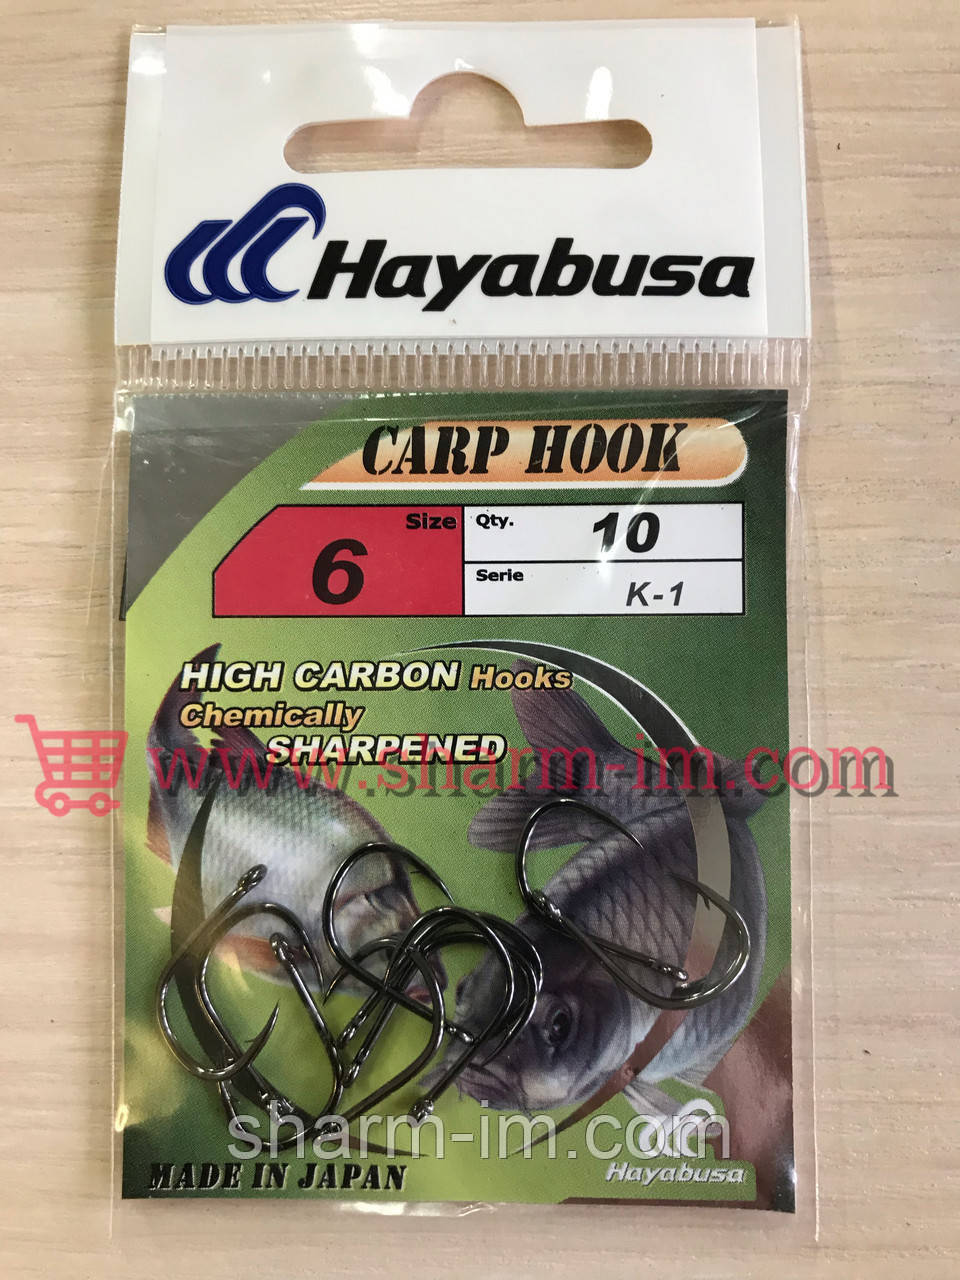 Hayabusa
CARP HOOK
Size
6
Qty.
10
Serie
K-1
HIGH CARBON Hooks
Chemically
SHARPENED
www.sharm-im.com
sharm-im.com
MADE IN JAPAN
Hayabusa